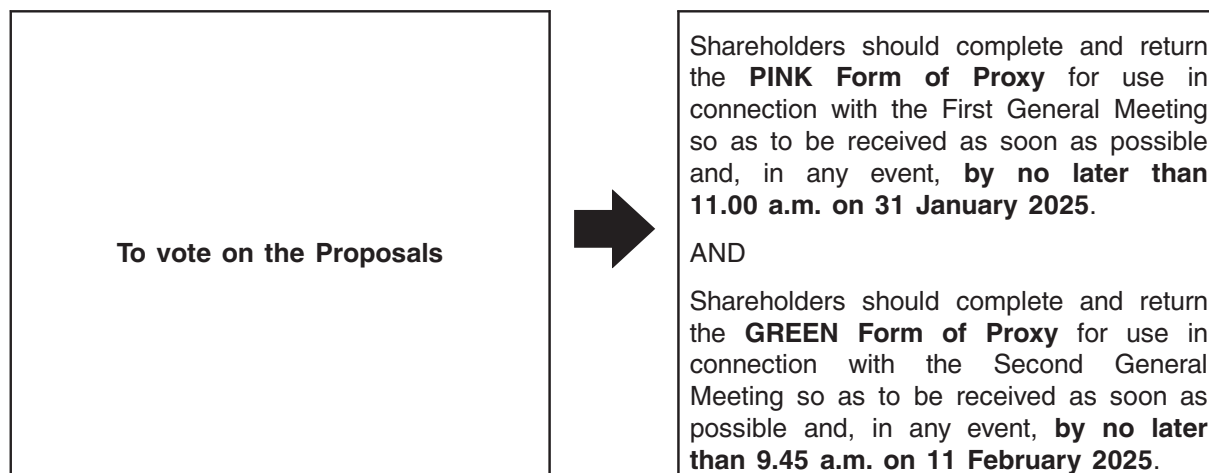 To vote on the Proposals
Shareholders should complete and return
the PINK Form of Proxy for use in
connection with the First General Meeting
so as to be received as soon as possible
and, in any event, by no later than
11.00 a.m. on 31 January 2025.
AND
Shareholders should complete and return
the GREEN Form of Proxy for use in
connection with the Second General
Meeting so as to be received as soon as
possible and, in any event, by no later
than 9.45 a.m. on 11 February 2025.